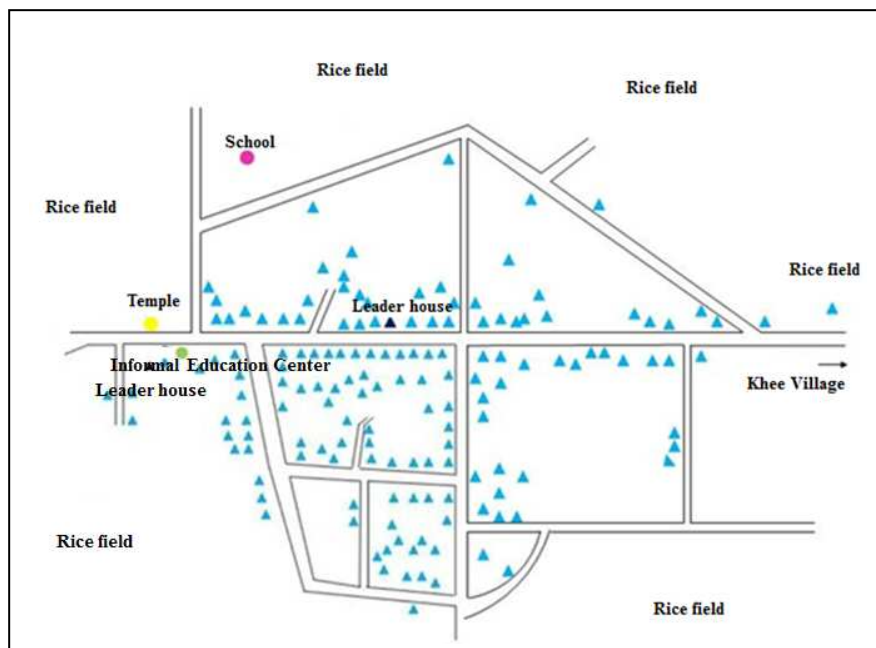 Rice field
Rice field
School
Rice field
Rice field
Temple
Leader house
Informal Education Center
Leader house
Khee Village
Rice field
Rice field